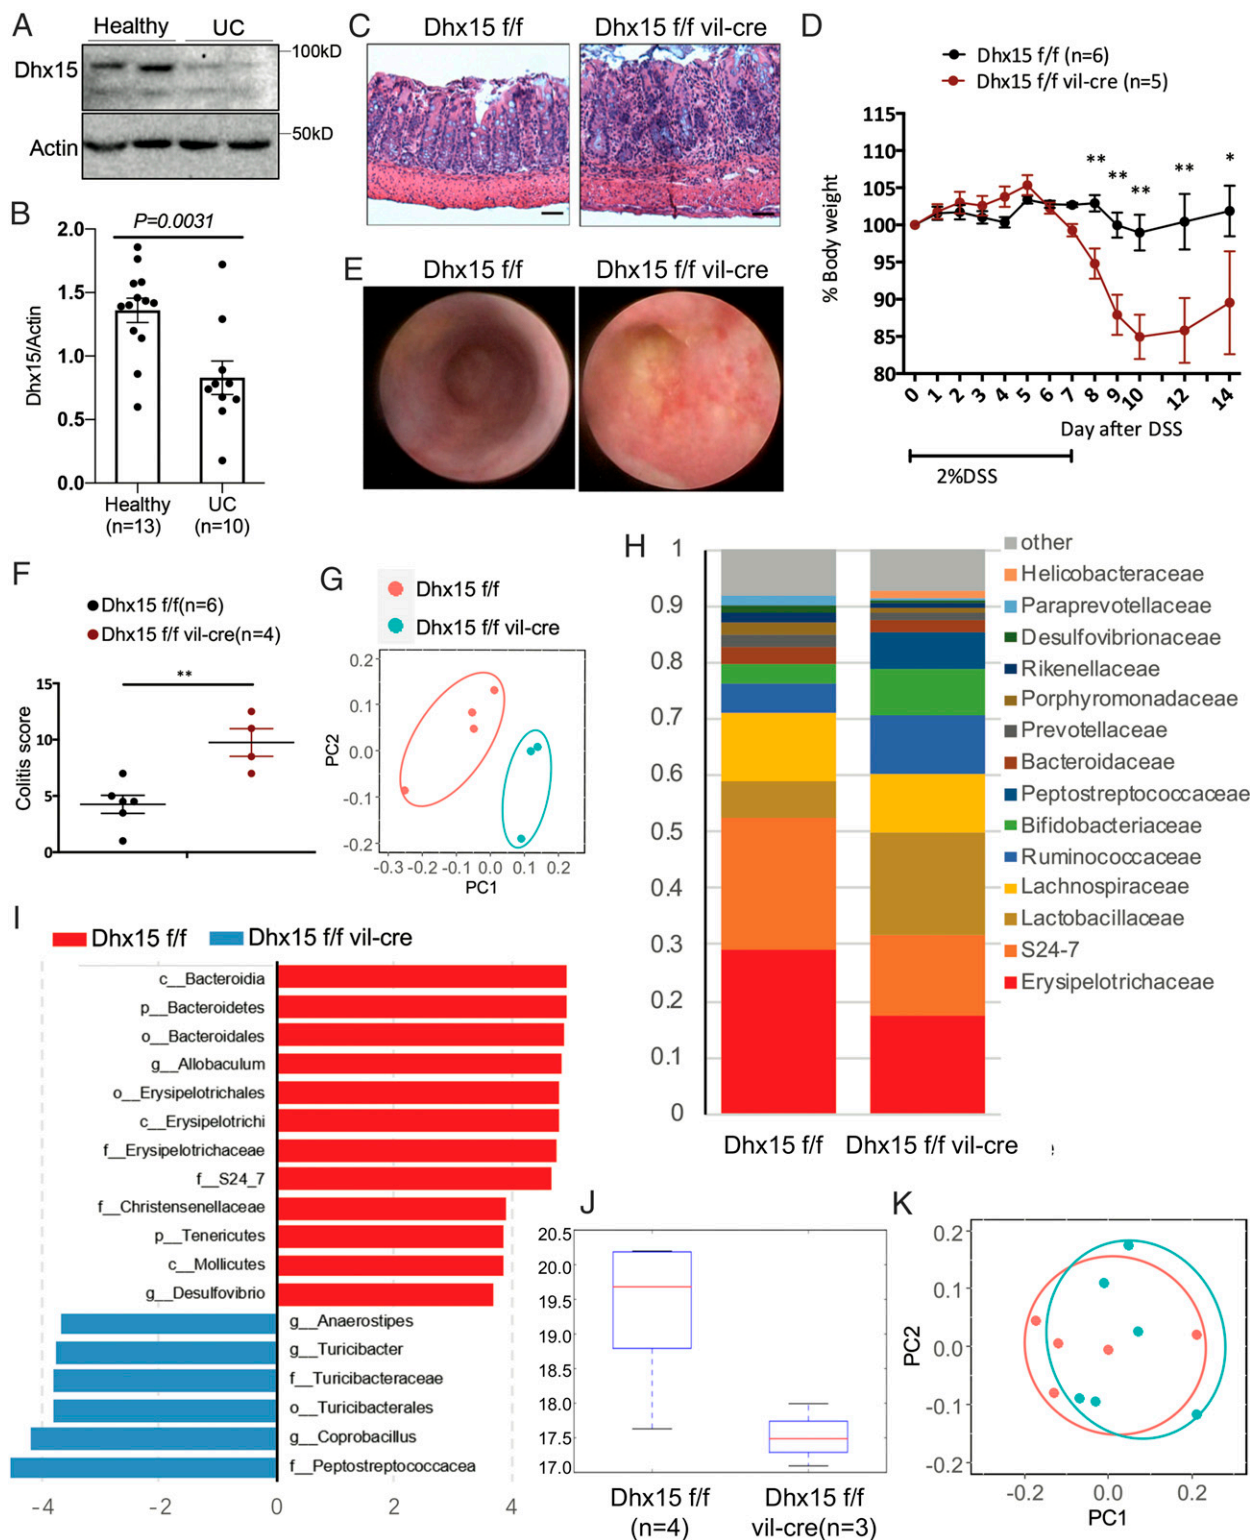 A
Healthy
UC
Dhx15
100kD
Actin
50kD
B
P=0.0031
2.0
1.5
1.0
0.5
0.0
Dhx15/Actin
Healthy
(n=13)
UC
(n=10)
C
Dhx15 f/f
Dhx15 f/f vil-cre
D
Dhx15 f/f (n=6)
Dhx15 f/f vil-cre (n=5)
115
110
105
100
95
90
85
80
% Body weight
**
**
**
**
*
0
1
2
3
4
5
6
7
8
9
10
12
14
Day after DSS
2%DSS
E
Dhx15 f/f
Dhx15 f/f vil-cre
F
Dhx15 f/f(n=6)
Dhx15 f/f vil-cre(n=4)
**
15
10
5
0
Colitis score
G
Dhx15 f/f
Dhx15 f/f vil-cre
0.2
0.1
0.0
-0.1
-0.2
PC2
-0.3 -0.2 -0.1 0.0 0.1 0.2
PC1
H
1
0.9
0.8
0.7
0.6
0.5
0.4
0.3
0.2
0.1
0
Dhx15 f/f
Dhx15 f/f vil-cre
other
Helicobacteraceae
Paraprevotellaceae
Desulfovibrionaceae
Rikenellaceae
Porphyromonadaceae
Prevotellaceae
Bacteroidaceae
Peptostreptococcaceae
Bifidobacteriaceae
Ruminococcaceae
Lachnospiraceae
Lactobacillaceae
S24-7
Erysipelotrichaceae
I
Dhx15 f/f
Dhx15 f/f vil-cre
c__Bacteroidia
p__Bacteroidetes
o__Bacteroidales
g__Allobaculum
o__Erysipelotrichales
c__Erysipelotrichi
f__Erysipelotrichaceae
f__S24_7
f__Christensenellaceae
p__Tenericutes
c__Mollicutes
g__Desulfovibrio
g__Anaerostipes
g__Turicibacter
f__Turicibacteraceae
o__Turicibacterales
g__Coprobacillus
f__Peptostreptococcacea
-4
-2
0
2
4
J
20.5
20.0
19.5
19.0
18.5
18.0
17.5
17.0
Dhx15 f/f
(n=4)
Dhx15 f/f
vil-cre(n=3)
K
0.2
0.1
0.0
-0.1
-0.2
PC2
-0.2
0.0
0.2
PC1